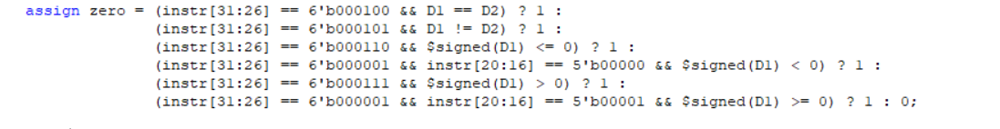 assign zero = (instr[31:26] == 6'b000100 && D1 == D2) ? 1 :
(instr[31:26] == 6'b000101 && D1 != D2) ? 1 :
(instr[31:26] == 6'b000110 && $signed(D1) <= 0) ? 1 :
(instr[31:26] == 6'b000001 && instr[20:16] == 5'b00000 && $signed(D1) < 0) ? 1 :
(instr[31:26] == 6'b000111 && $signed(D1) > 0) ? 1 :
(instr[31:26] == 6'b000001 && instr[20:16] == 5'b00001 && $signed(D1) >= 0) ? 1 : 0;